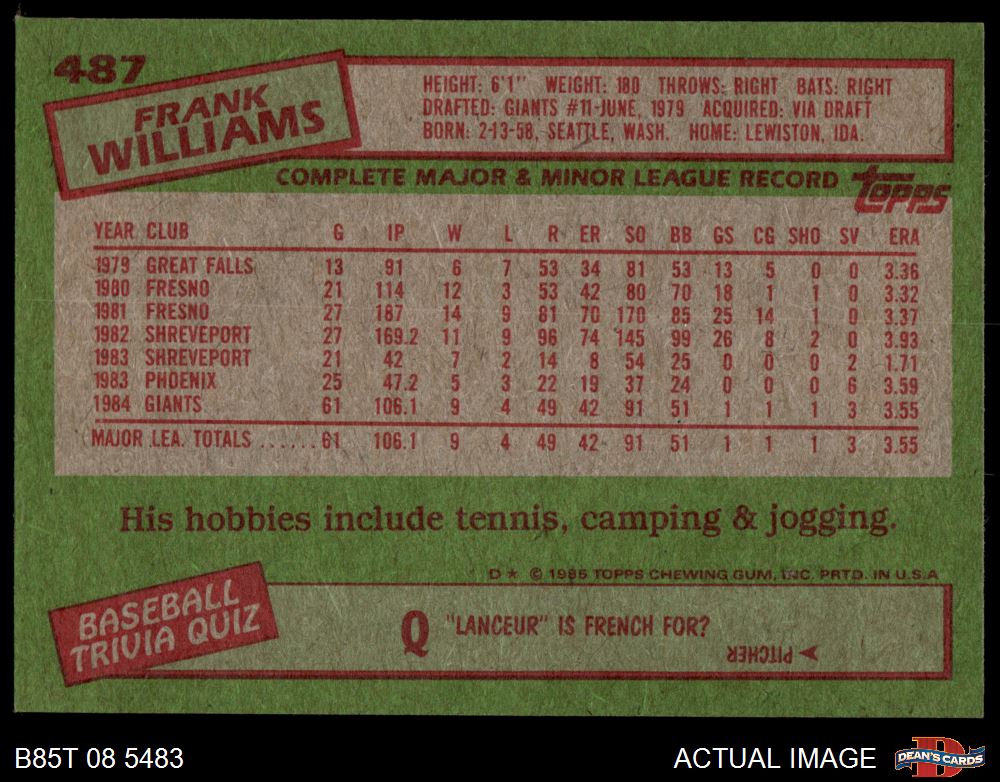 487
FRANK
WILLIAMS
HEIGHT: 6'1" WEIGHT: 180 THROWS: RIGHT BATS: RIGHT
DRAFTED: GIANTS #11-JUNE, 1979 ACQUIRED: VIA DRAFT
BORN: 2-13-58, SEATTLE, WASH. HOME: LEWISTON, IDA.
COMPLETE MAJOR & MINOR LEAGUE RECORD topps
YEAR CLUB G IP W L R ER SO BB GS CG SHO SV ERA
1979 GREAT FALLS 13 91 6 7 53 34 81 53 13 5 0 0 3.36
1980 FRESNO 21 114 12 3 53 42 80 70 18 1 1 0 3.32
1981 FRESNO 27 187 14 9 81 70 170 85 25 14 1 0 3.37
1982 SHREVEPORT 27 169.2 11 9 96 74 145 99 26 8 2 0 3.93
1983 SHREVEPORT 21 42 7 2 14 8 54 25 0 0 0 2 1.71
1983 PHOENIX 25 47.2 5 3 22 19 37 24 0 0 0 6 3.59
1984 GIANTS 61 106.1 9 4 49 42 91 51 1 1 1 3 3.55
MAJOR LEA. TOTALS ...... 61 106.1 9 4 49 42 91 51 1 1 1 3 3.55
His hobbies include tennis, camping & jogging.
D★ © 1985 TOPPS CHEWING GUM, INC. PRTD. IN U.S.A
BASEBALL
TRIVIA QUIZ
Q "LANCEUR" IS FRENCH FOR?
PITCHER
B85T 08 5483
ACTUAL IMAGE
D
DEAN'S CARDS